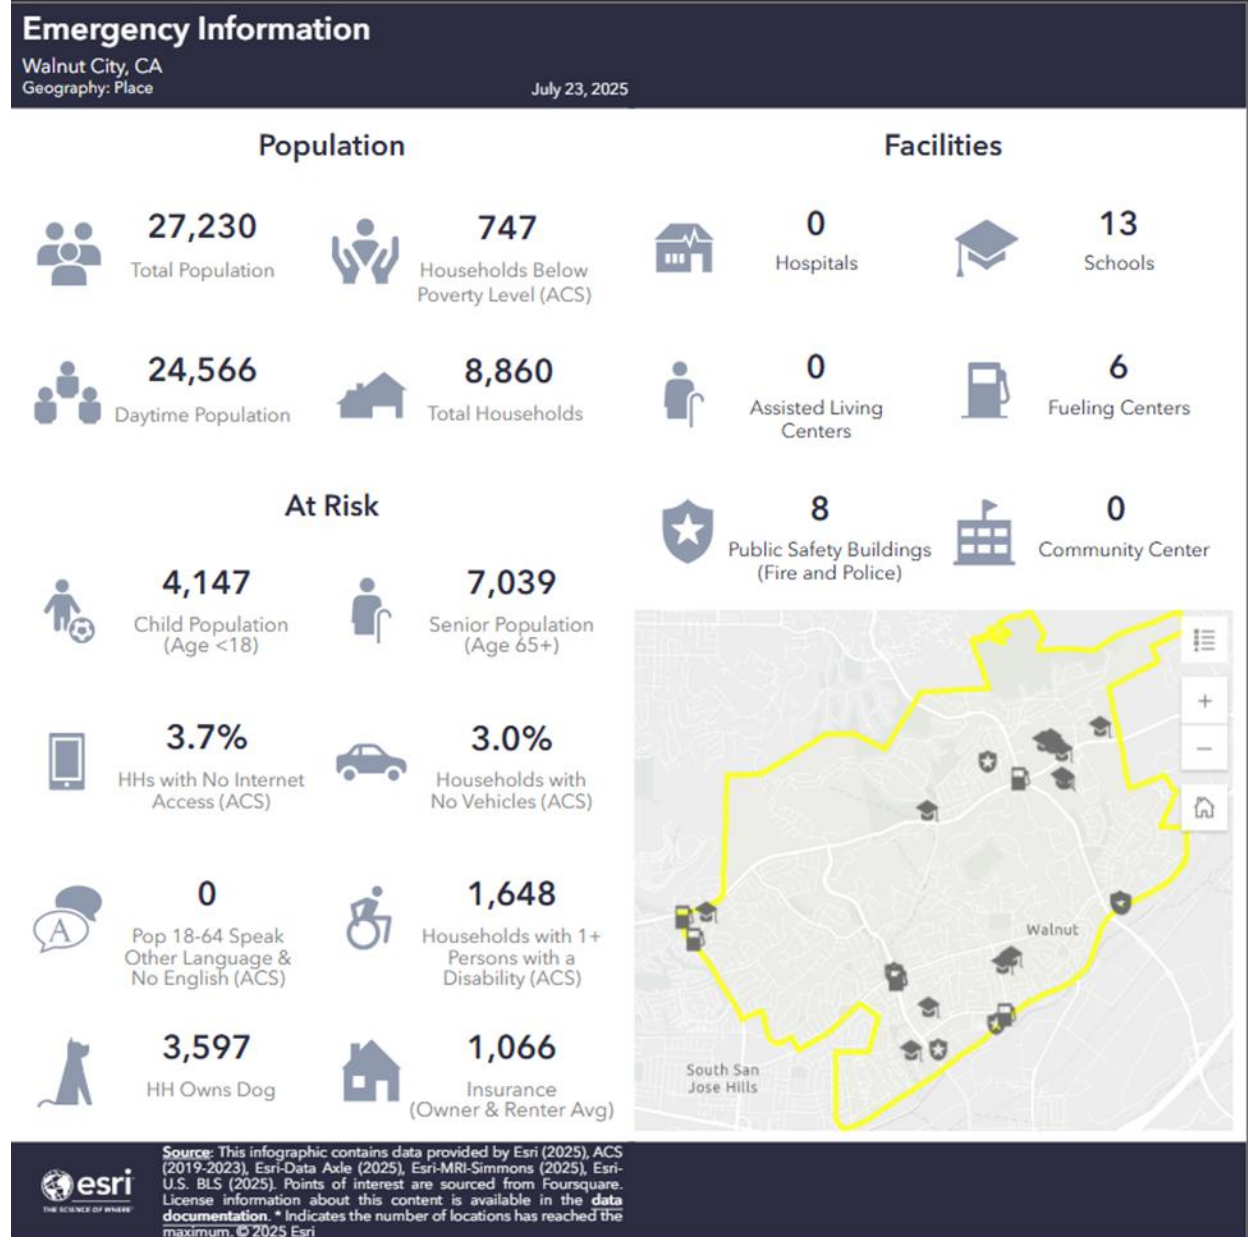 Emergency Information
Walnut City, CA
Geography: Place
July 23, 2025
Population
27,230
Total Population
747
Households Below
Poverty Level (ACS)
24,566
Daytime Population
8,860
Total Households
At Risk
4,147
Child Population
(Age <18)
7,039
Senior Population
(Age 65+)
3.7%
HHs with No Internet
Access (ACS)
3.0%
Households with
No Vehicles (ACS)
A
0
Pop 18-64 Speak
Other Language &
No English (ACS)
1,648
Households with 1+
Persons with a
Disability (ACS)
3,597
HH Owns Dog
1,066
Insurance
(Owner & Renter Avg)
Facilities
0
Hospitals
13
Schools
0
Assisted Living
Centers
6
Fueling Centers
8
Public Safety Buildings
(Fire and Police)
0
Community Center
+
−
Walnut
South San
Jose Hills
esri
THE SCIENCE OF WHERE
Source: This infographic contains data provided by Esri (2025), ACS
(2019-2023), Esri-Data Axle (2025), Esri-MRI-Simmons (2025), Esri-
U.S. BLS (2025). Points of interest are sourced from Foursquare.
License information about this content is available in the data
documentation. * Indicates the number of locations has reached the
maximum. © 2025 Esri